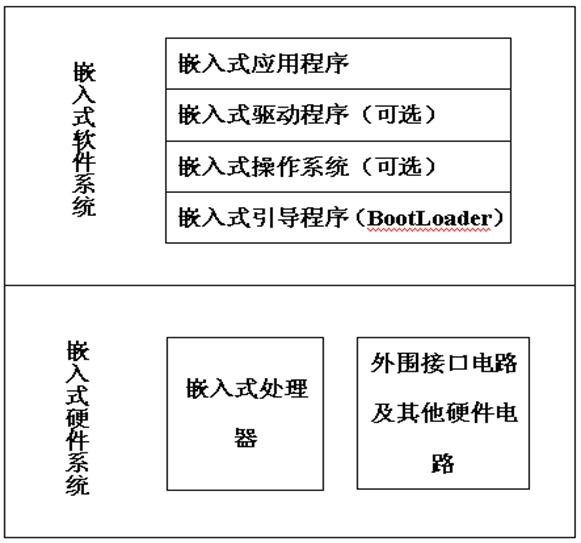 嵌入式软件系统
嵌入式应用程序
嵌入式驱动程序（可选）
嵌入式操作系统（可选）
嵌入式引导程序（BootLoader）
嵌入式硬件系统
嵌入式处理
器
外围接口电路
及其他硬件电
路